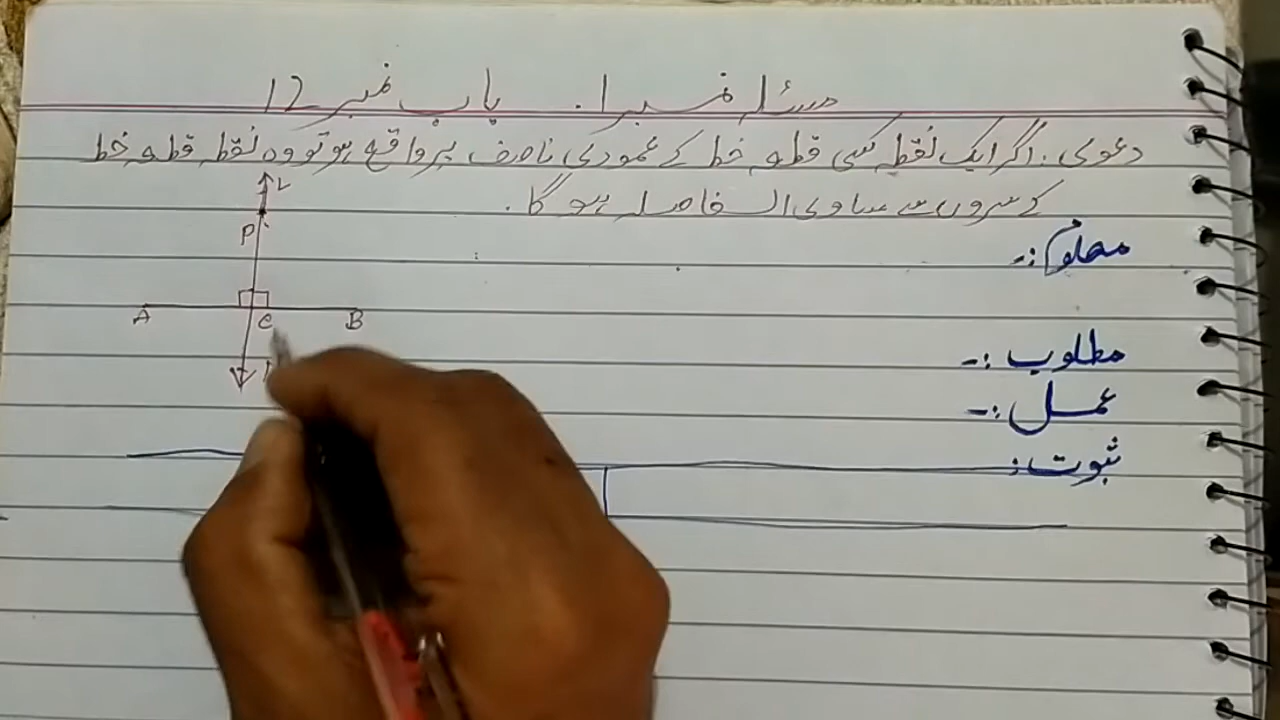 مسئلہ نمبر 1. باب نمبر 12
دعوی: اگر ایک نقطہ کسی قطعہ خط کے عمودی ناصف پر واقع ہو تو وہ نقطہ قطعہ خط
کے سروں سے مساوی الفاصلہ ہو گا.
معلوم :-
مطلوب :-
عمل :-
ثبوت :
L
P
A C B